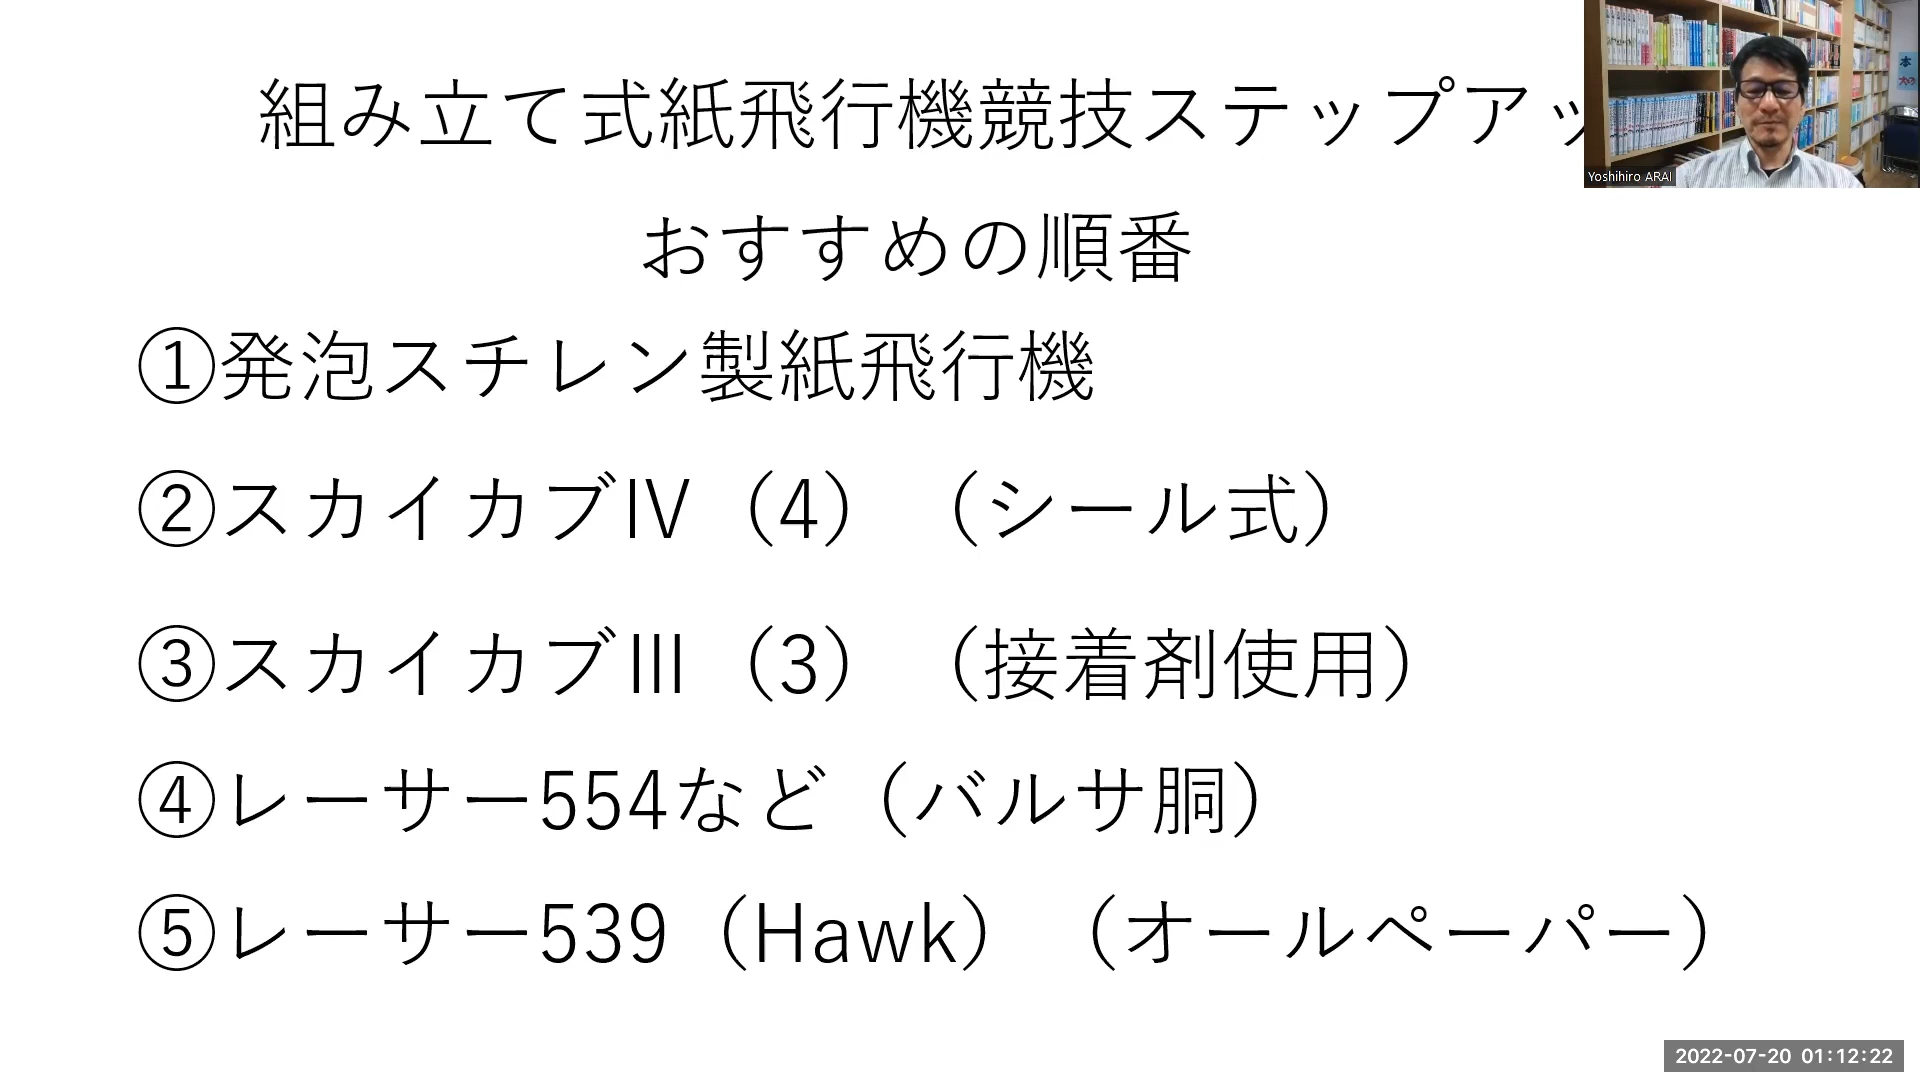 組み立て式紙飛行機競技ステップアッ
おすすめの順番
①発泡スチレン製紙飛行機
②スカイカブⅣ（4）　（シール式）
③スカイカブⅢ（3）　（接着剤使用）
④レーサー554など（バルサ胴）
⑤レーサー539（Hawk）　（オールペーパー）
Yoshihiro ARAI
2022-07-20 01:12:22